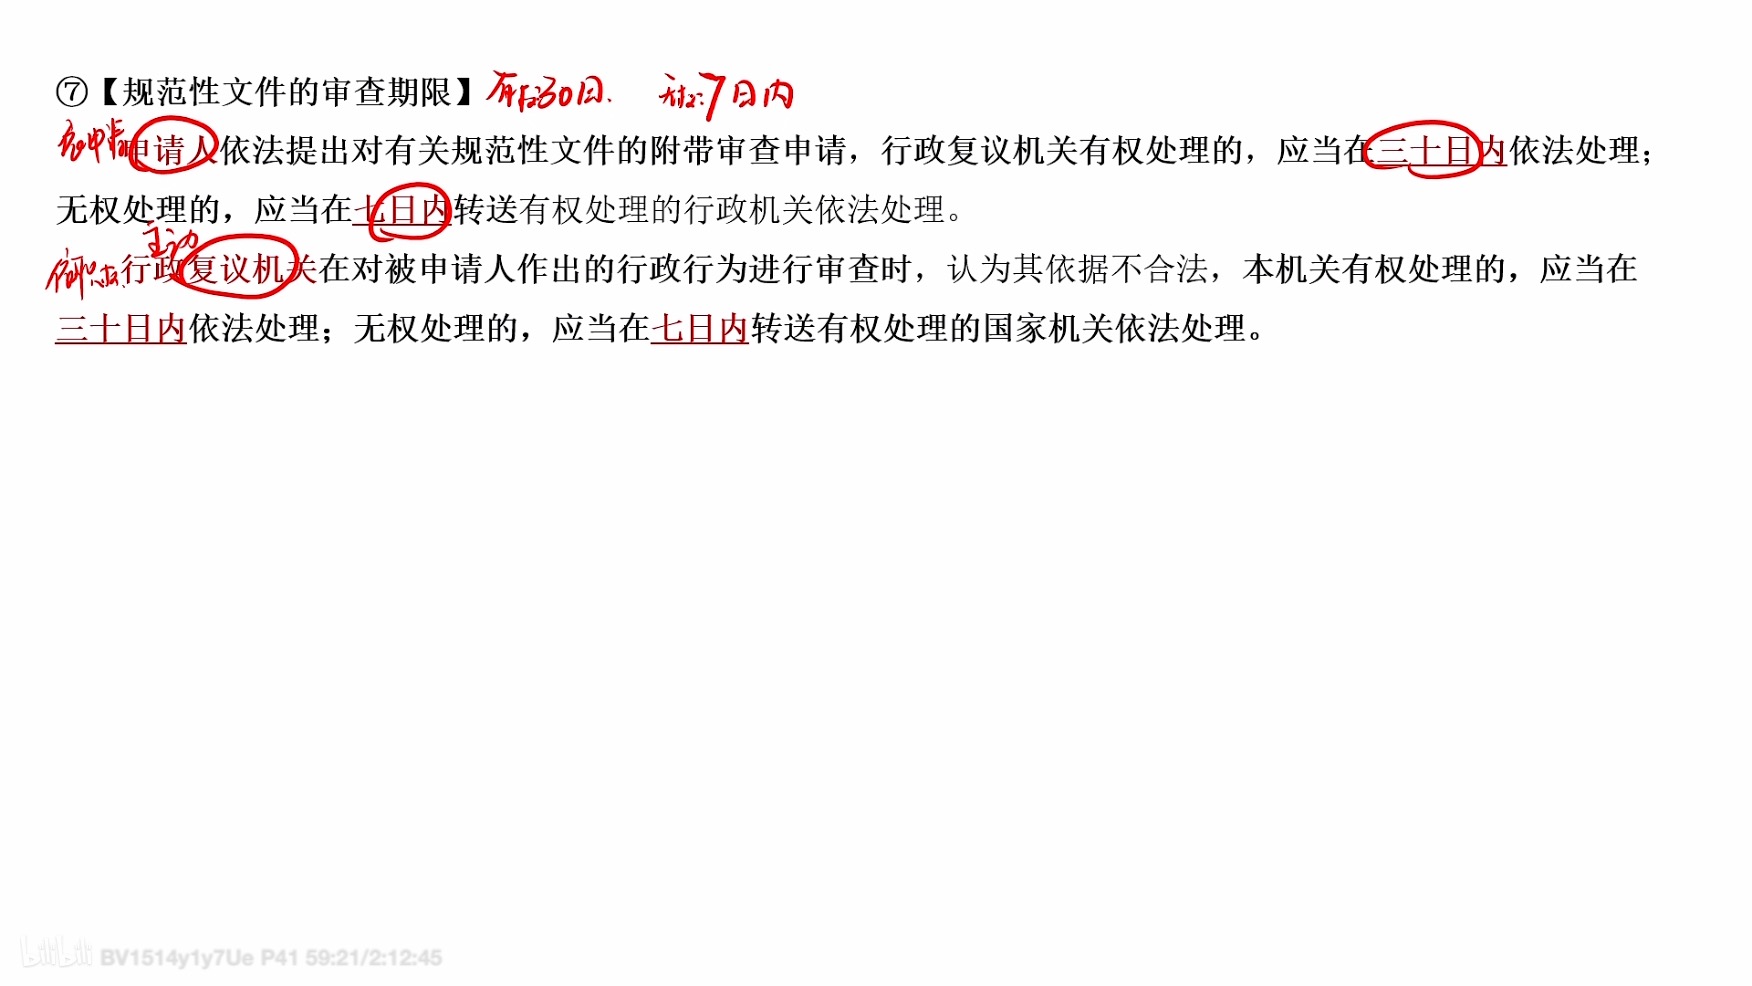 ⑦【规范性文件的审查期限】有权30日. 无权:7日内
应申请
申请人依法提出对有关规范性文件的附带审查申请，行政复议机关有权处理的，应当在三十日内依法处理；
无权处理的，应当在七日内转送有权处理的行政机关依法处理。
主动
行政复议机关在对被申请人作出的行政行为进行审查时，认为其依据不合法，本机关有权处理的，应当在
三十日内依法处理；无权处理的，应当在七日内转送有权处理的国家机关依法处理。
bilibili BV1514y1y7Ue P41 59:21/2:12:45